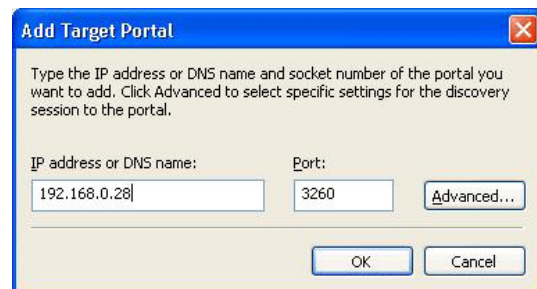 Add Target Portal
Type the IP address or DNS name and socket number of the portal you
want to add. Click Advanced to select specific settings for the discovery
session to the portal.
IP address or DNS name: Port:
192.168.0.28 3260 Advanced...
OK Cancel